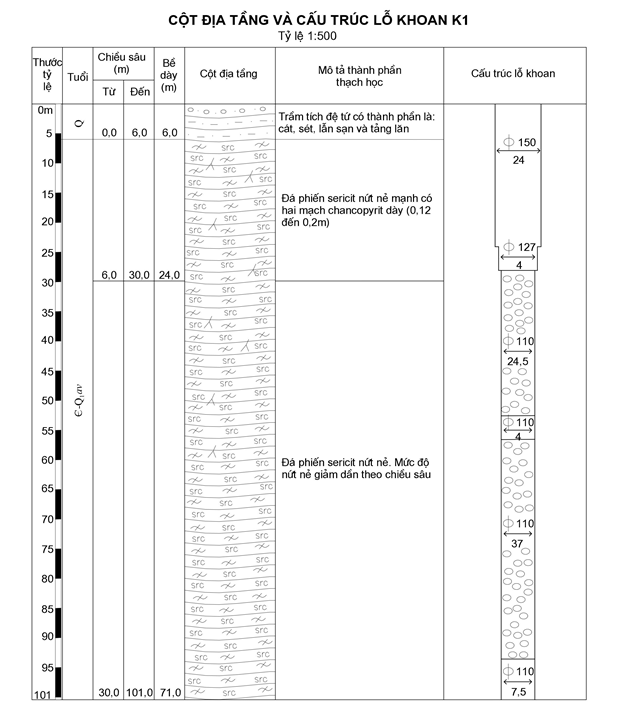 CỘT ĐỊA TẦNG VÀ CẤU TRÚC LỖ KHOAN K1
Tỷ lệ 1:500
Thước tỷ lệ
Tuổi
Chiều sâu (m)
Từ
Đến
Bề dày (m)
Cột địa tầng
Mô tả thành phần thạch học
Cấu trúc lỗ khoan
0m
5
10
15
20
25
30
35
40
45
50
55
60
65
70
75
80
85
90
95
101
Q
0,0 6,0 6,0
Trầm tích đệ tứ có thành phần là:
cát, sét, lẫn sạn và tảng lăn
6,0 30,0 24,0
Đá phiến sericit nứt nẻ mạnh có
hai mạch chancopyrit dày (0,12
đến 0,2m)
30,0 101,0 71,0
Đá phiến sericit nứt nẻ. Mức độ
nứt nẻ giảm dần theo chiều sâu
150
24
127
4
110
24,5
110
4
110
37
110
7,5